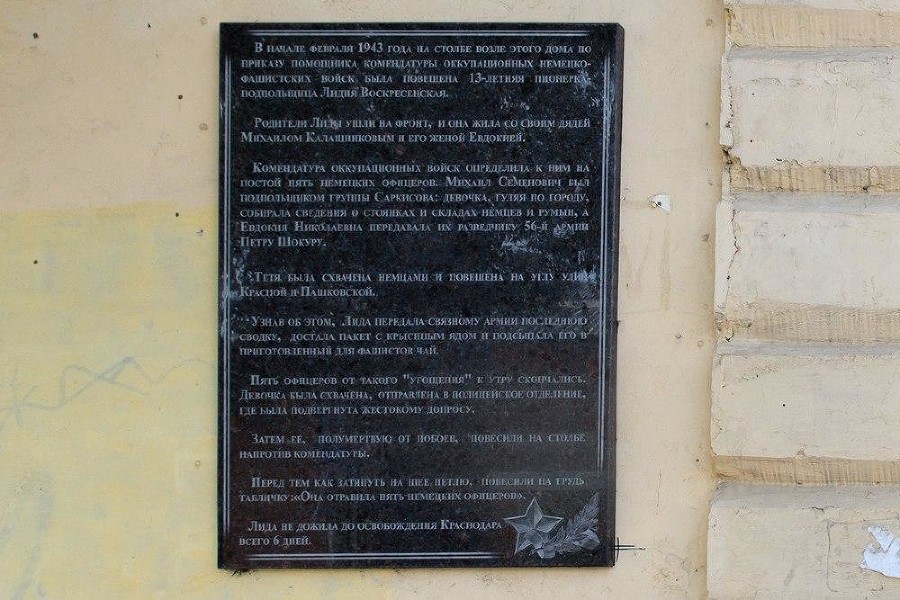 В начале февраля 1943 года на столбе возле этого дома по
приказу помощника комендатуры оккупационных немецко-
фашистских войск была повешена 13-летняя пионерка-
подпольщица Лидия Воскресенская.
Родители Лиды ушли на фронт, и она жила со своим дядей
Михаилом Калашниковым и его женой Евдокией.
Комендатура оккупационных войск определила к ним на
постой пять немецких офицеров. Михаил Семенович был
подпольщиком группы Саркисова: девочка, гуляя по городу,
собирала сведения о стоянках и складах немцев и румын, а
Евдокия Николаевна передавала их разведчику 56-й армии
Петру Шокуру.
Тетя была схвачена немцами и повешена на углу улиц
Красной и Пашковской.
Узнав об этом, Лида передала связному армии последнюю
сводку, достала пакет с крысиным ядом и подсыпала его в
приготовленный для фашистов чай.
Пять офицеров от такого "угощения" к утру скончались.
Девочка была схвачена, отправлена в полицейское отделение,
где была подвергнута жестокому допросу.
Затем ее, полумертвую от побоев, повесили на столбе
напротив комендатуры.
Перед тем как затянуть на шее петлю, повесили на грудь
табличку:«Она отравила пять немецких офицеров».
Лида не дожила до освобождения Краснодара
всего 6 дней.